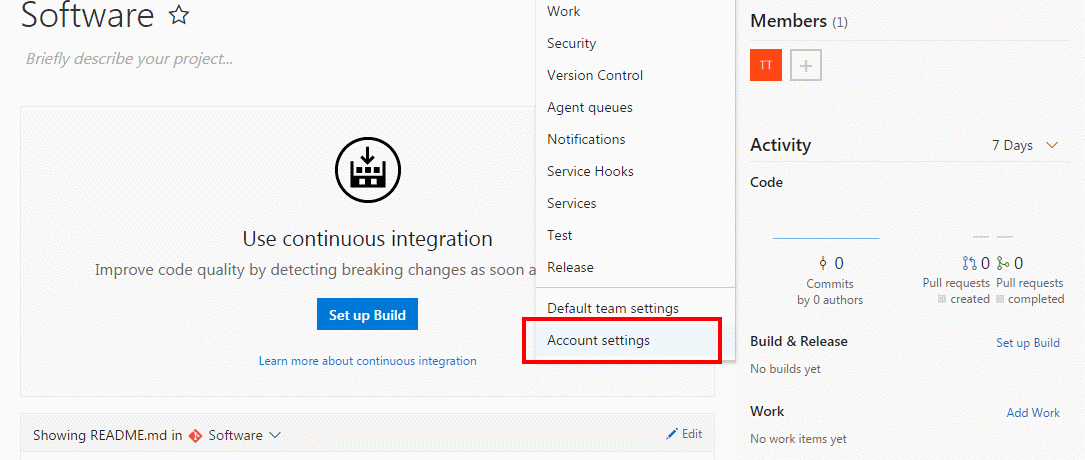 Software
Briefly describe your project...
Use continuous integration
Improve code quality by detecting breaking changes as soon a
Set up Build
Learn more about continuous integration
Showing README.md in Software
Edit
Work
Security
Version Control
Agent queues
Notifications
Service Hooks
Services
Test
Release
Default team settings
Account settings
Members (1)
TT
Activity
7 Days
Code
0
Commits
by 0 authors
0
Pull requests
created
0
Pull requests
completed
Build & Release
Set up Build
No builds yet
Work
Add Work
No work items yet